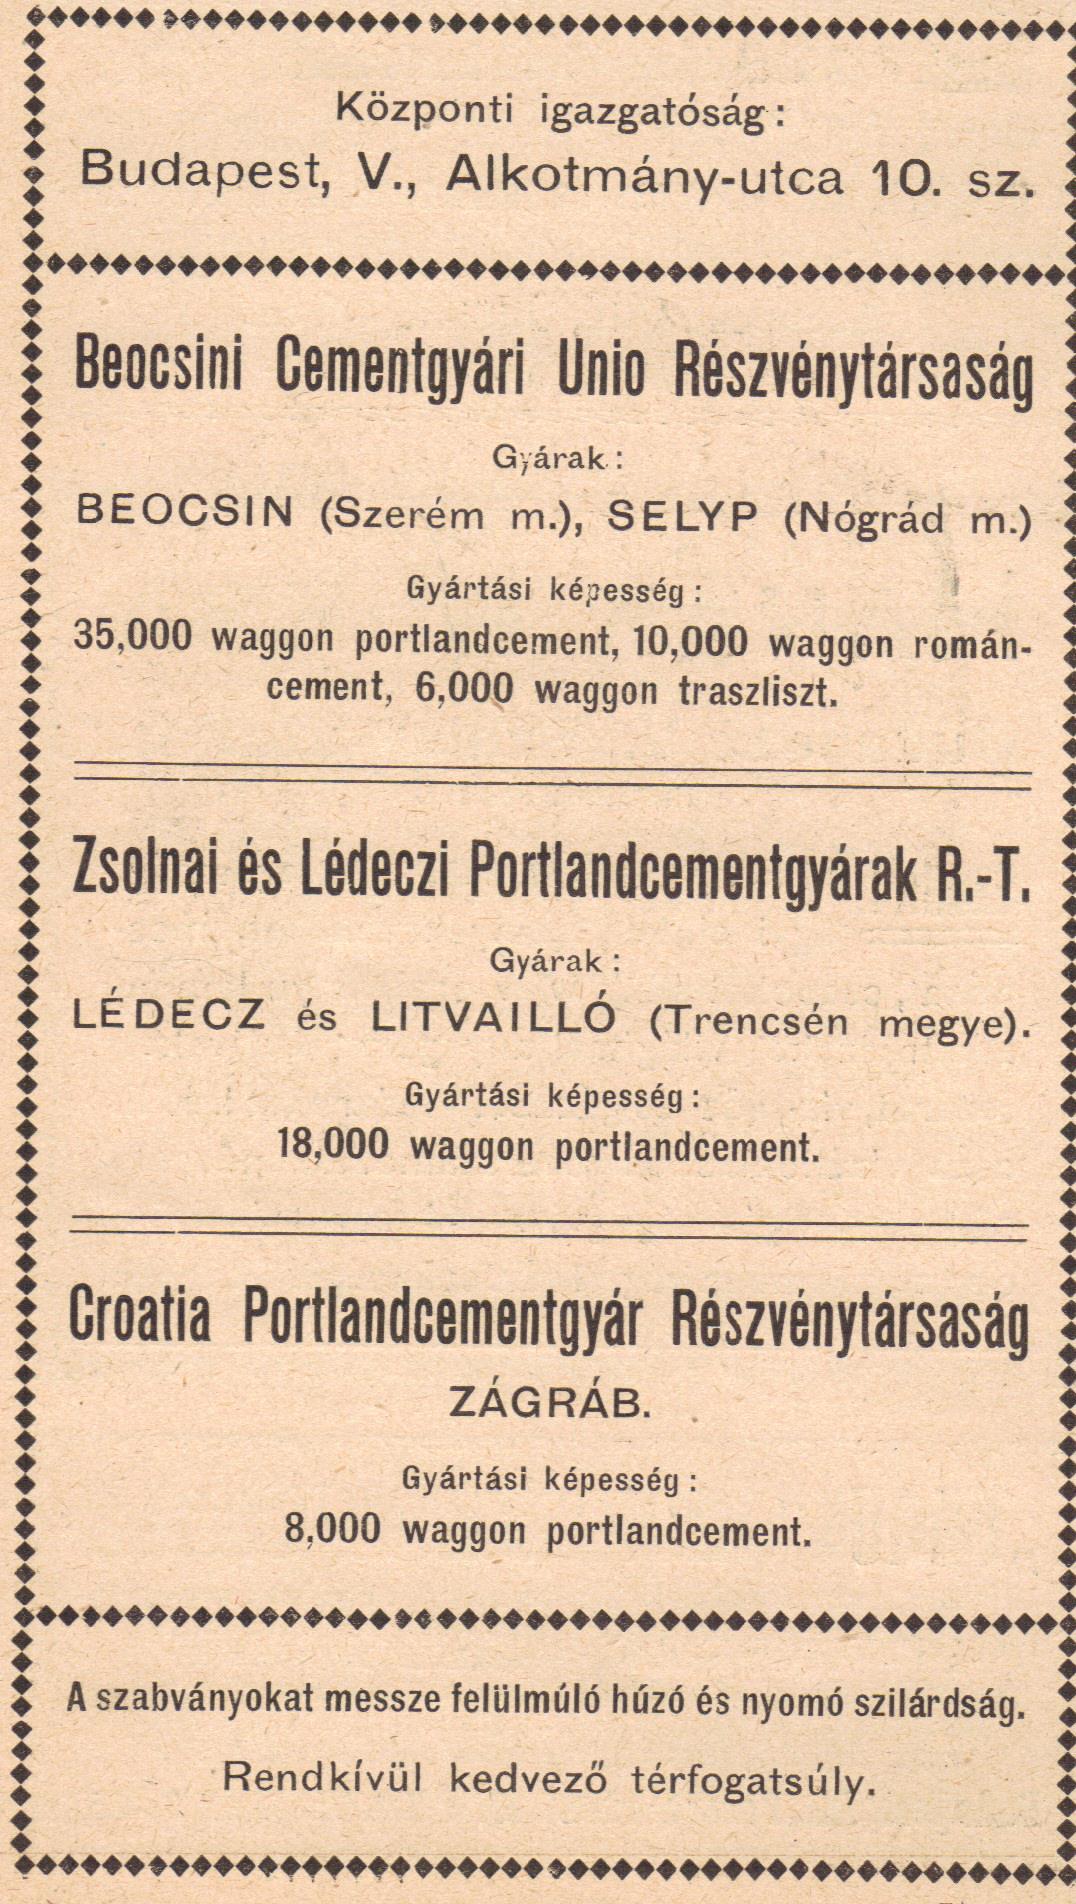 Központi igazgatóság:
Budapest, V., Alkotmány-utca 10. sz.
Beocsini Cementgyári Unio Részvénytársaság
Gyárak:
BEOCSIN (Szerém m.), SELYP (Nógrád m.)
Gyártási képesség:
35,000 waggon portlandcement, 10,000 waggon román-
cement, 6,000 waggon traszliszt.
Zsolnai és Lédeczi Portlandcementgyárak R.-T.
Gyárak:
LÉDECZ és LITVAILLÓ (Trencsén megye).
Gyártási képesség:
18,000 waggon portlandcement.
Croatia Portlandcementgyár Részvénytársaság
ZÁGRÁB.
Gyártási képesség:
8,000 waggon portlandcement.
A szabványokat messze felülmúló húzó és nyomó szilárdság.
Rendkívül kedvező térfogatsúly.